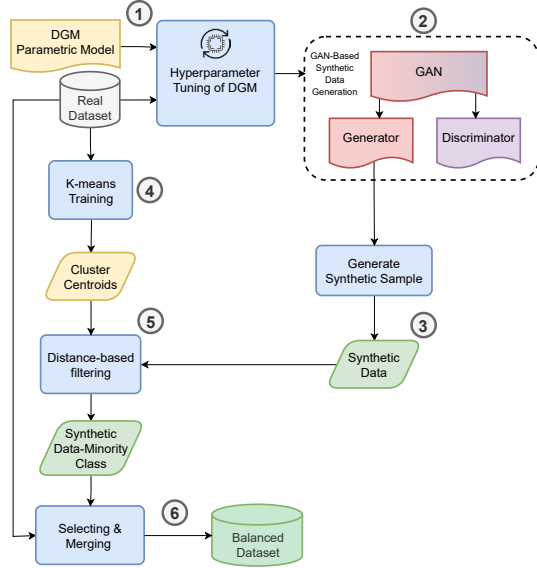 1
2
DGM
Parametric Model
Hyperparameter
Tuning of DGM
GAN-Based
Synthetic
Data
Generation
GAN
Generator
Discriminator
Real
Dataset
K-means
Training
4
Cluster
Centroids
Generate
Synthetic Sample
5
3
Distance-based
filtering
Synthetic
Data
Synthetic
Data-Minority
Class
6
Selecting &
Merging
Balanced
Dataset